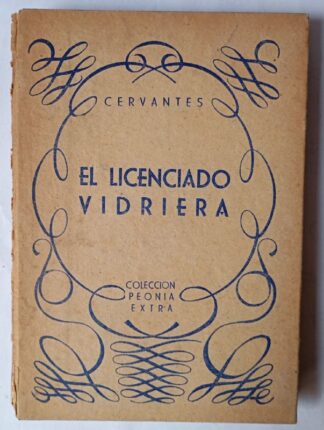 CERVANTES
EL LICENCIADO
VIDRIERA
COLECCION
PEONIA
EXTRA